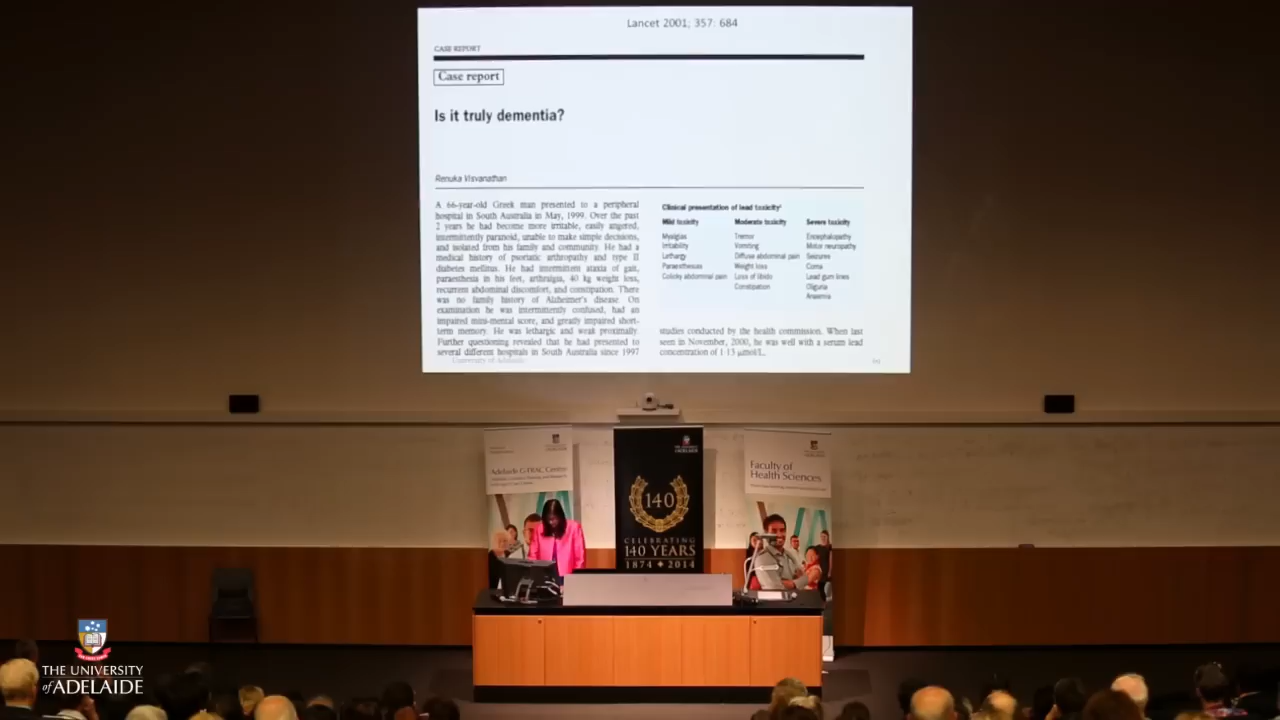 Lancet 2001; 357: 684
CASE REPORT
Case report
Is it truly dementia?
Renuka Visvanathan
A 66-year-old Greek man presented to a peripheral
hospital in South Australia in May, 1999. Over the past
2 years he had become more irritable, easily angered,
intermittently paranoid, unable to make simple decisions,
and isolated from his family and community. He had a
medical history of psoriatic arthropathy and type II
diabetes mellitus. He had intermittent ataxia of gait,
paraesthesia in his feet, arthralgia, 40 kg weight loss,
recurrent abdominal discomfort, and constipation. There
was no family history of Alzheimer's disease. On
examination he was intermittently confused, had an
impaired mini-mental score, and greatly impaired short-
term memory. He was lethargic and weak proximally.
Further questioning revealed that he had presented to
several different hospitals in South Australia since 1997
Clinical presentation of lead toxicity
Mild toxicity Moderate toxicity Severe toxicity
Myalgias Tremor Encephalopathy
Irritability Vomiting Motor neuropathy
Lethargy Diffuse abdominal pain Seizures
Paraesthesias Weight loss Coma
Colicky abdominal pain Loss of libido Lead gum lines
Constipation Oliguria
Anaemia
studies conducted by the health commission. When last
seen in November, 2000, he was well with a serum lead
concentration of 1·13 μmol/L.
University of Adelaide
Adelaide G-TRAC Centre
THE UNIVERSITY
of ADELAIDE
140
CELEBRATING
140 YEARS
1874 ✦ 2014
Faculty of
Health Sciences
THE UNIVERSITY
of ADELAIDE